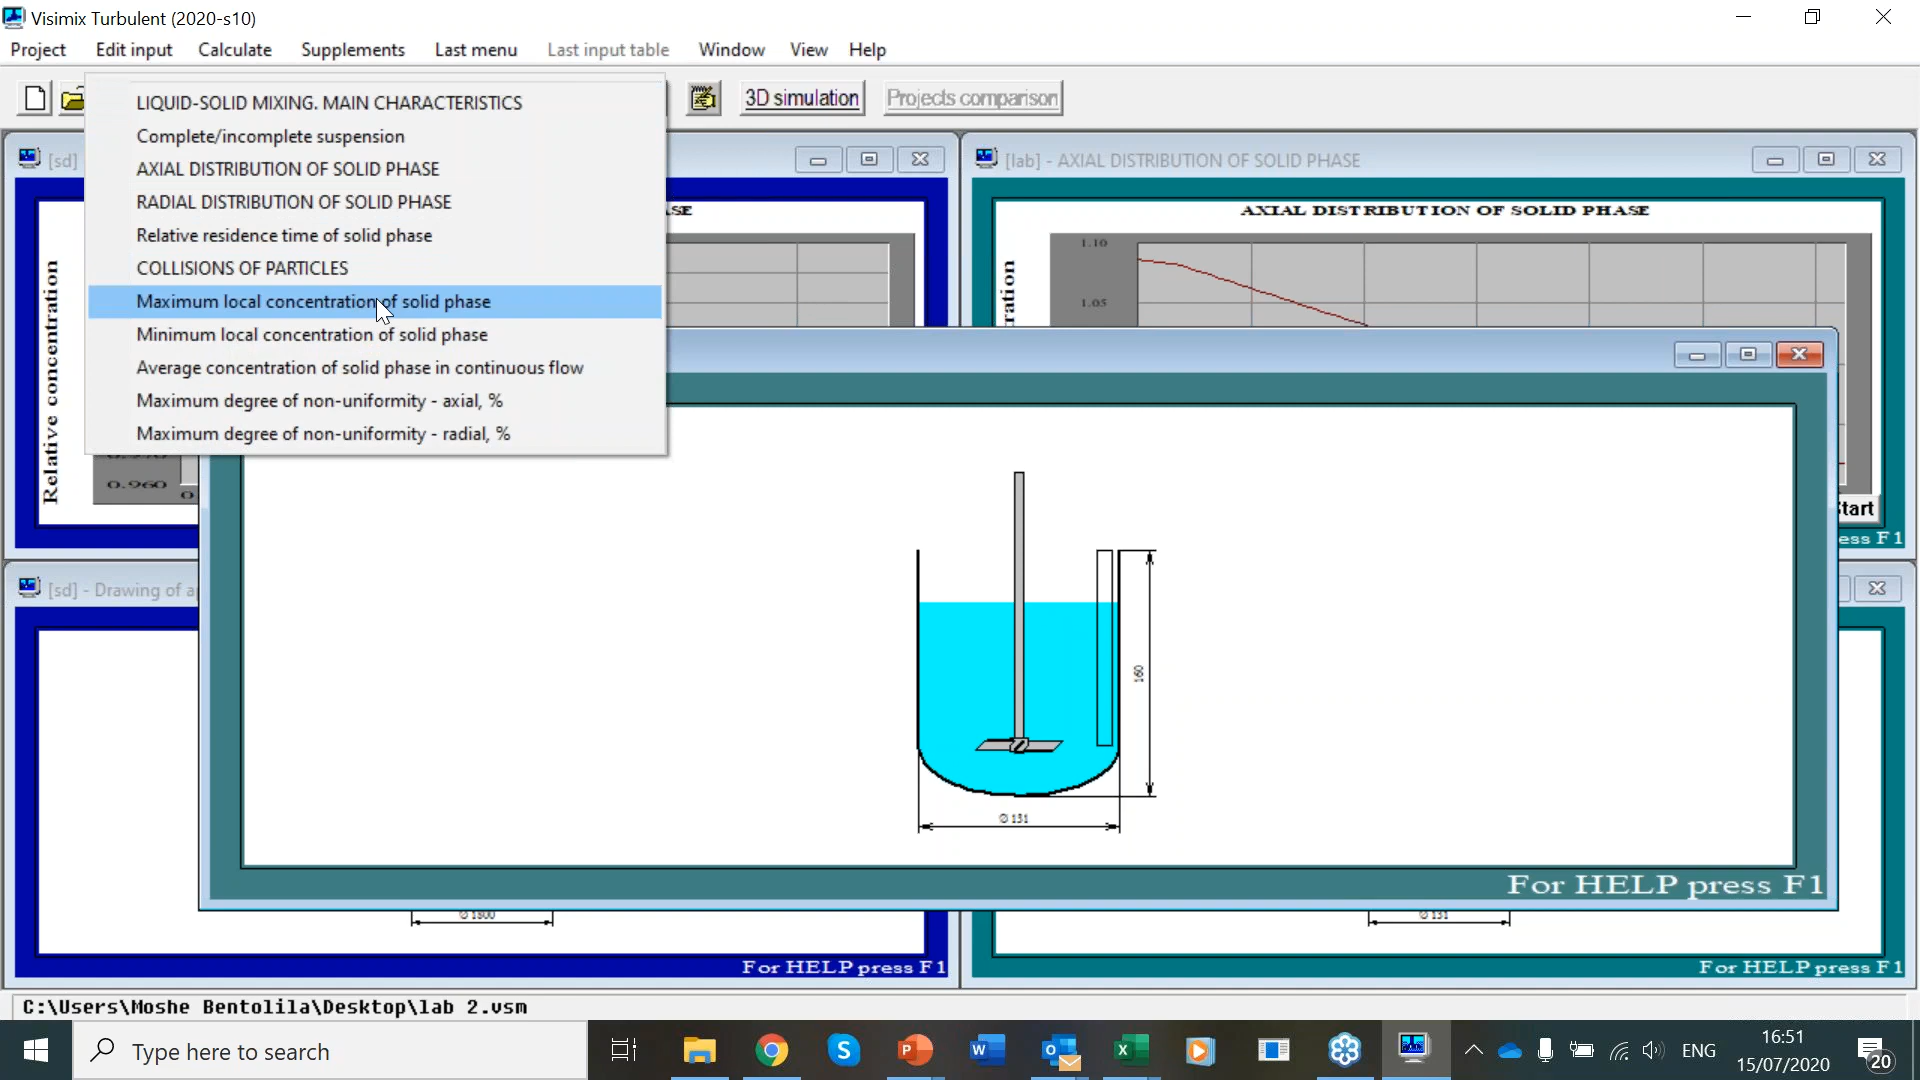 Visimix Turbulent (2020-s10)
Project Edit input Calculate Supplements Last menu Last input table Window View Help
3D simulation Projects comparison
LIQUID-SOLID MIXING. MAIN CHARACTERISTICS
Complete/incomplete suspension
AXIAL DISTRIBUTION OF SOLID PHASE
RADIAL DISTRIBUTION OF SOLID PHASE
Relative residence time of solid phase
COLLISIONS OF PARTICLES
Maximum local concentration of solid phase
Minimum local concentration of solid phase
Average concentration of solid phase in continuous flow
Maximum degree of non-uniformity - axial, %
Maximum degree of non-uniformity - radial, %
[sd]
Relative concentration
0.960
[lab] - AXIAL DISTRIBUTION OF SOLID PHASE
AXIAL DISTRIBUTION OF SOLID PHASE
1.10
1.05
160
Ø 131
For HELP press F1
[sd] - Drawing of
Ø 1800
For HELP press F1
Ø 131
For HELP press F1
C:\Users\Moshe Bentolila\Desktop\lab 2.vsm
Type here to search
ENG
16:51
15/07/2020
20